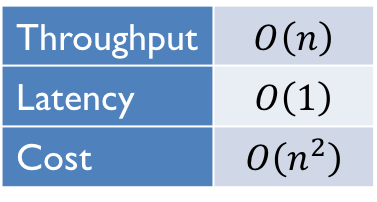 Throughput O(n)
Latency O(1)
Cost O(n²)